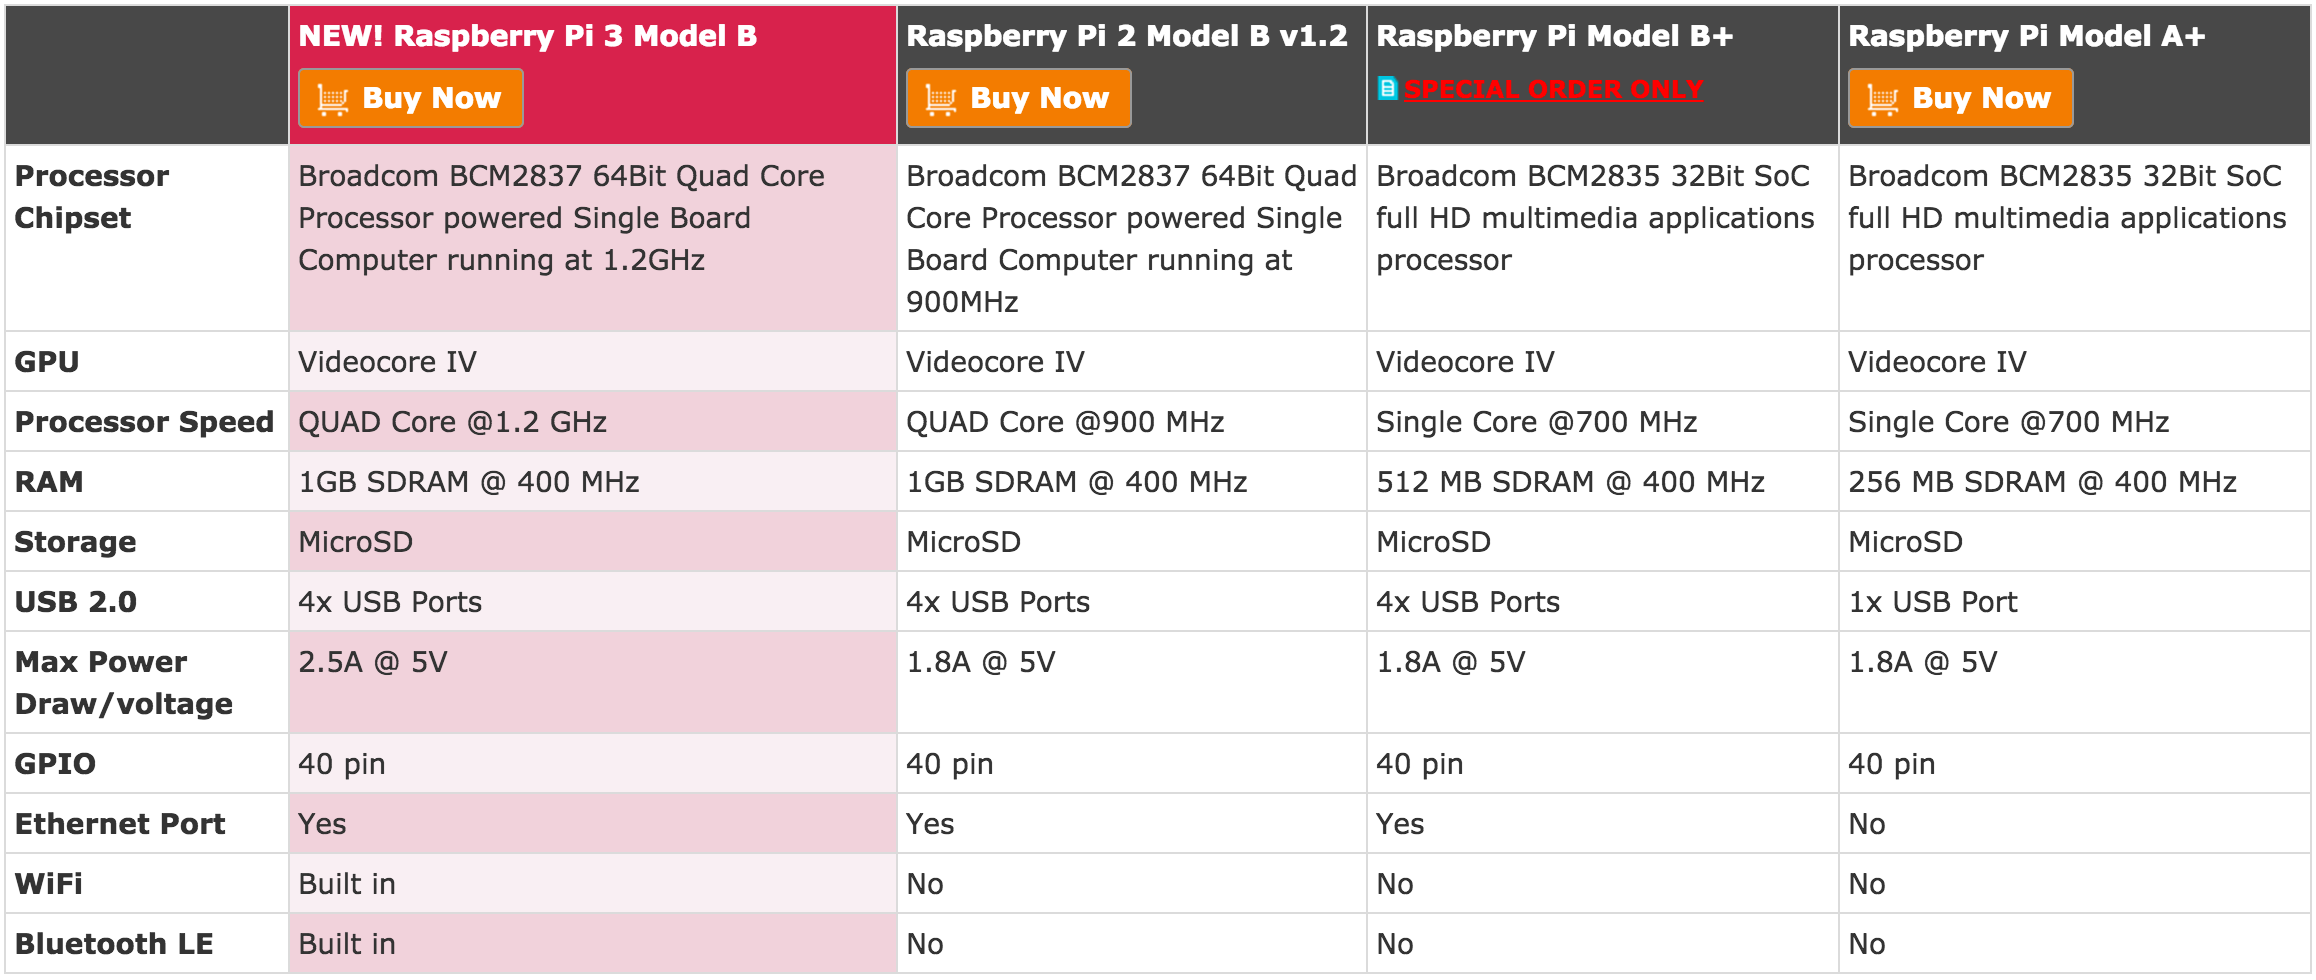 NEW! Raspberry Pi 3 Model B
Buy Now
Raspberry Pi 2 Model B v1.2
Buy Now
Raspberry Pi Model B+
SPECIAL ORDER ONLY
Raspberry Pi Model A+
Buy Now
Processor
Chipset
Broadcom BCM2837 64Bit Quad Core
Processor powered Single Board
Computer running at 1.2GHz
Broadcom BCM2837 64Bit Quad
Core Processor powered Single
Board Computer running at
900MHz
Broadcom BCM2835 32Bit SoC
full HD multimedia applications
processor
Broadcom BCM2835 32Bit SoC
full HD multimedia applications
processor
GPU
Videocore IV
Videocore IV
Videocore IV
Videocore IV
Processor Speed
QUAD Core @1.2 GHz
QUAD Core @900 MHz
Single Core @700 MHz
Single Core @700 MHz
RAM
1GB SDRAM @ 400 MHz
1GB SDRAM @ 400 MHz
512 MB SDRAM @ 400 MHz
256 MB SDRAM @ 400 MHz
Storage
MicroSD
MicroSD
MicroSD
MicroSD
USB 2.0
4x USB Ports
4x USB Ports
4x USB Ports
1x USB Port
Max Power
Draw/voltage
2.5A @ 5V
1.8A @ 5V
1.8A @ 5V
1.8A @ 5V
GPIO
40 pin
40 pin
40 pin
40 pin
Ethernet Port
Yes
Yes
Yes
No
WiFi
Built in
No
No
No
Bluetooth LE
Built in
No
No
No